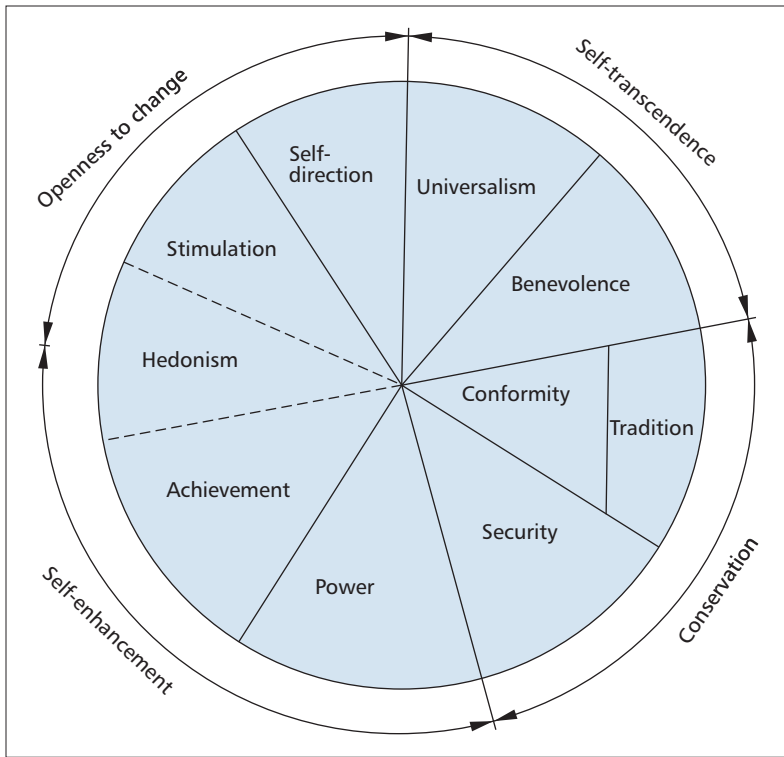 Openness to change
Self-transcendence
Self-
direction
Universalism
Stimulation
Benevolence
Hedonism
Conformity
Tradition
Achievement
Security
Power
Self-enhancement
Conservation